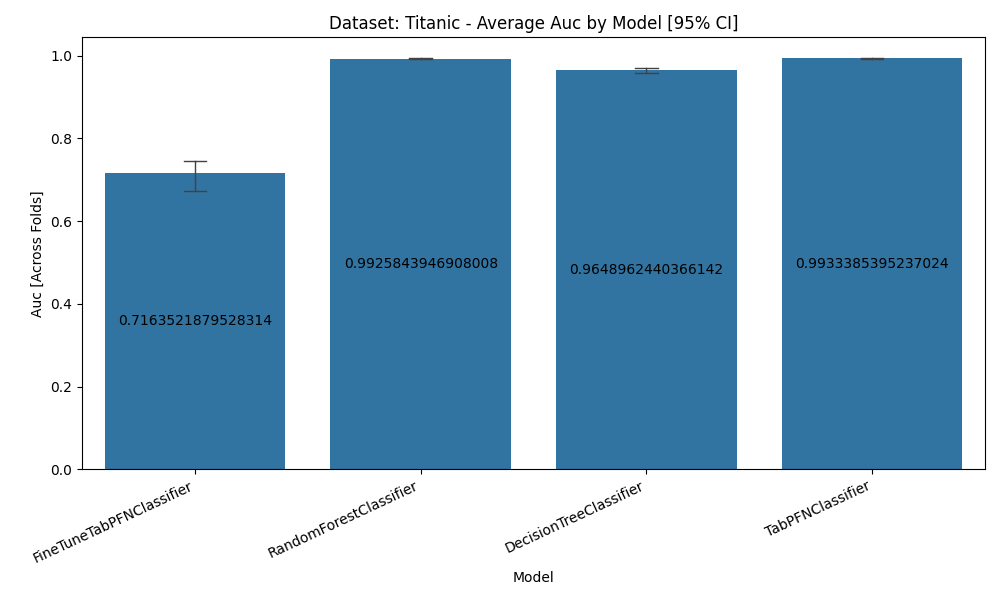 Dataset: Titanic - Average Auc by Model [95% CI]
Auc [Across Folds]
1.0
0.8
0.6
0.4
0.2
0.0
0.7163521879528314
0.9925843946908008
0.9648962440366142
0.9933385395237024
FineTuneTabPFNClassifier
RandomForestClassifier
DecisionTreeClassifier
TabPFNClassifier
Model